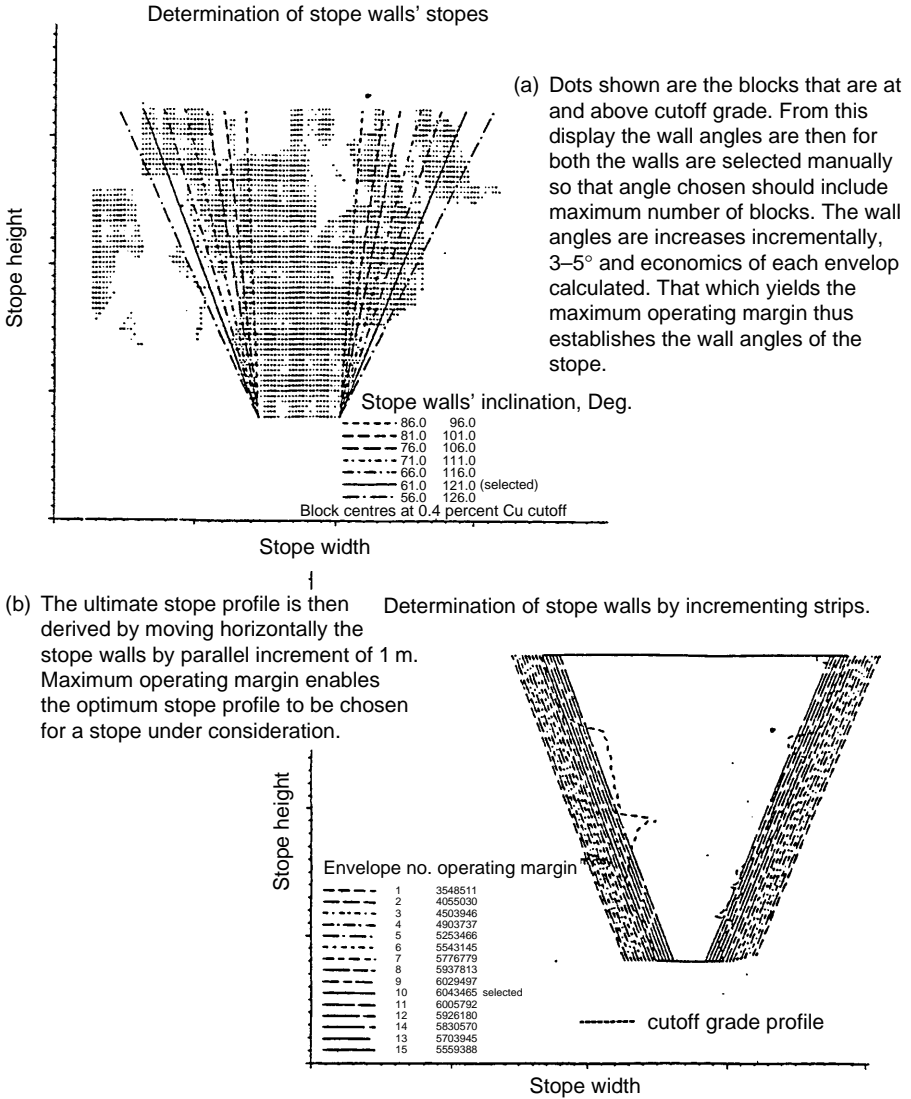 Determination of stope walls' stopes
(a) Dots shown are the blocks that are at
and above cutoff grade. From this
display the wall angles are then for
both the walls are selected manually
so that angle chosen should include
maximum number of blocks. The wall
angles are increases incrementally,
3–5° and economics of each envelop
calculated. That which yields the
maximum operating margin thus
establishes the wall angles of the
stope.
Stope height
Stope walls' inclination, Deg.
86.0 96.0
81.0 101.0
76.0 106.0
71.0 111.0
66.0 116.0
61.0 121.0 (selected)
56.0 126.0
Block centres at 0.4 percent Cu cutoff
Stope width
(b) The ultimate stope profile is then
derived by moving horizontally the
stope walls by parallel increment of 1 m.
Maximum operating margin enables
the optimum stope profile to be chosen
for a stope under consideration.
Determination of stope walls by incrementing strips.
Stope height
Envelope no. operating margin
1 3548511
2 4055030
3 4503946
4 4903737
5 5253466
6 5543145
7 5776779
8 5937813
9 6029497
10 6043465 selected
11 6005792
12 5926180
14 5830570
13 5703945
15 5559388
cutoff grade profile
Stope width